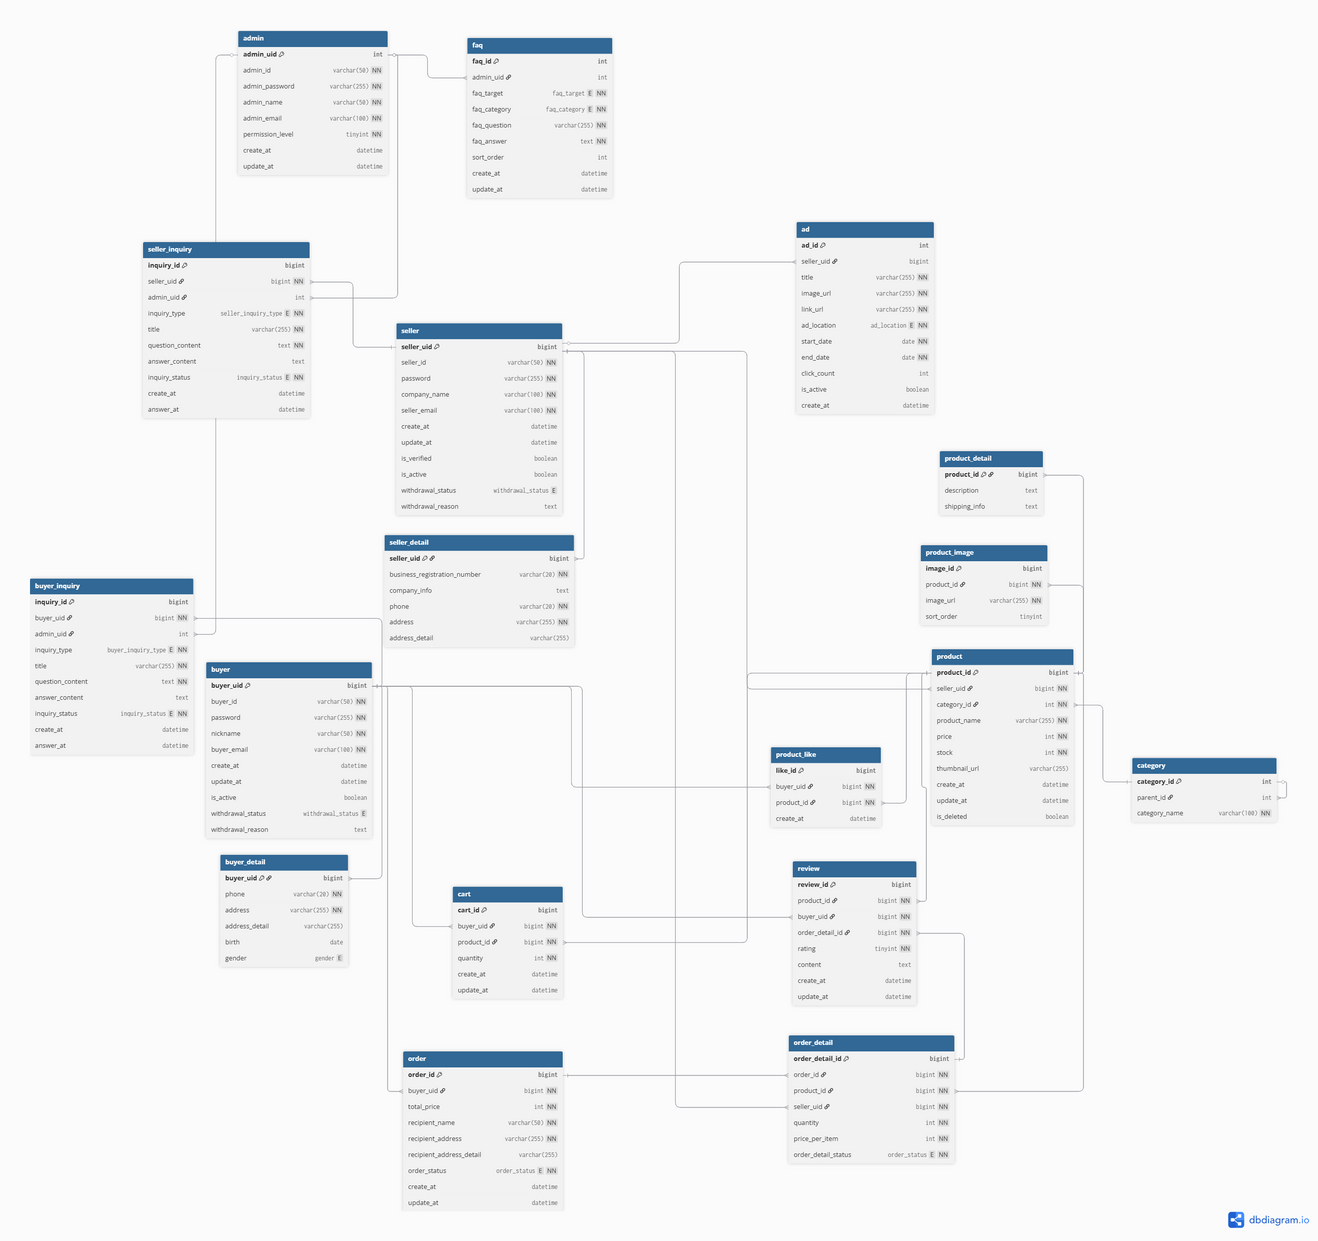 admin
admin_uid int
admin_id varchar(50) NN
admin_password varchar(255) NN
admin_name varchar(50) NN
admin_email varchar(100) NN
permission_level tinyint NN
create_at datetime
update_at datetime
faq
faq_id int
admin_uid int
faq_target faq_target E NN
faq_category faq_category E NN
faq_question varchar(255) NN
faq_answer text NN
sort_order int
create_at datetime
update_at datetime
ad
ad_id int
seller_uid bigint
title varchar(255) NN
image_url varchar(255) NN
link_url varchar(255) NN
ad_location ad_location E NN
start_date date NN
end_date date NN
click_count int
is_active boolean
create_at datetime
seller_inquiry
inquiry_id bigint
seller_uid bigint NN
admin_uid int
inquiry_type seller_inquiry_type E NN
title varchar(255) NN
question_content text NN
answer_content text
inquiry_status inquiry_status E NN
create_at datetime
answer_at datetime
seller
seller_uid bigint
seller_id varchar(50) NN
password varchar(255) NN
company_name varchar(100) NN
seller_email varchar(100) NN
create_at datetime
update_at datetime
is_verified boolean
is_active boolean
withdrawal_status withdrawal_status E
withdrawal_reason text
product_detail
product_id bigint
description text
shipping_info text
seller_detail
seller_uid bigint
business_registration_number varchar(20) NN
company_info text
phone varchar(20) NN
address varchar(255) NN
address_detail varchar(255)
product_image
image_id bigint
product_id bigint NN
image_url varchar(255) NN
sort_order tinyint
buyer_inquiry
inquiry_id bigint
buyer_uid bigint NN
admin_uid int
inquiry_type buyer_inquiry_type E NN
title varchar(255) NN
question_content text NN
answer_content text
inquiry_status inquiry_status E NN
create_at datetime
answer_at datetime
buyer
buyer_uid bigint
buyer_id varchar(50) NN
password varchar(255) NN
nickname varchar(50) NN
buyer_email varchar(100) NN
create_at datetime
update_at datetime
is_active boolean
withdrawal_status withdrawal_status E
withdrawal_reason text
product
product_id bigint
seller_uid bigint NN
category_id int NN
product_name varchar(255) NN
price int NN
stock int NN
thumbnail_url varchar(255)
create_at datetime
update_at datetime
is_deleted boolean
product_like
like_id bigint
buyer_uid bigint NN
product_id bigint NN
create_at datetime
category
category_id int
parent_id int
category_name varchar(100) NN
buyer_detail
buyer_uid bigint
phone varchar(20) NN
address varchar(255) NN
address_detail varchar(255)
birth date
gender gender E
cart
cart_id bigint
buyer_uid bigint NN
product_id bigint NN
quantity int NN
create_at datetime
update_at datetime
review
review_id bigint
product_id bigint NN
buyer_uid bigint NN
order_detail_id bigint NN
rating tinyint NN
content text
create_at datetime
update_at datetime
order
order_id bigint
buyer_uid bigint NN
total_price int NN
recipient_name varchar(50) NN
recipient_address varchar(255) NN
recipient_address_detail varchar(255)
order_status order_status E NN
create_at datetime
update_at datetime
order_detail
order_detail_id bigint
order_id bigint NN
product_id bigint NN
seller_uid bigint NN
quantity int NN
price_per_item int NN
order_detail_status order_status E NN
dbdiagram.io